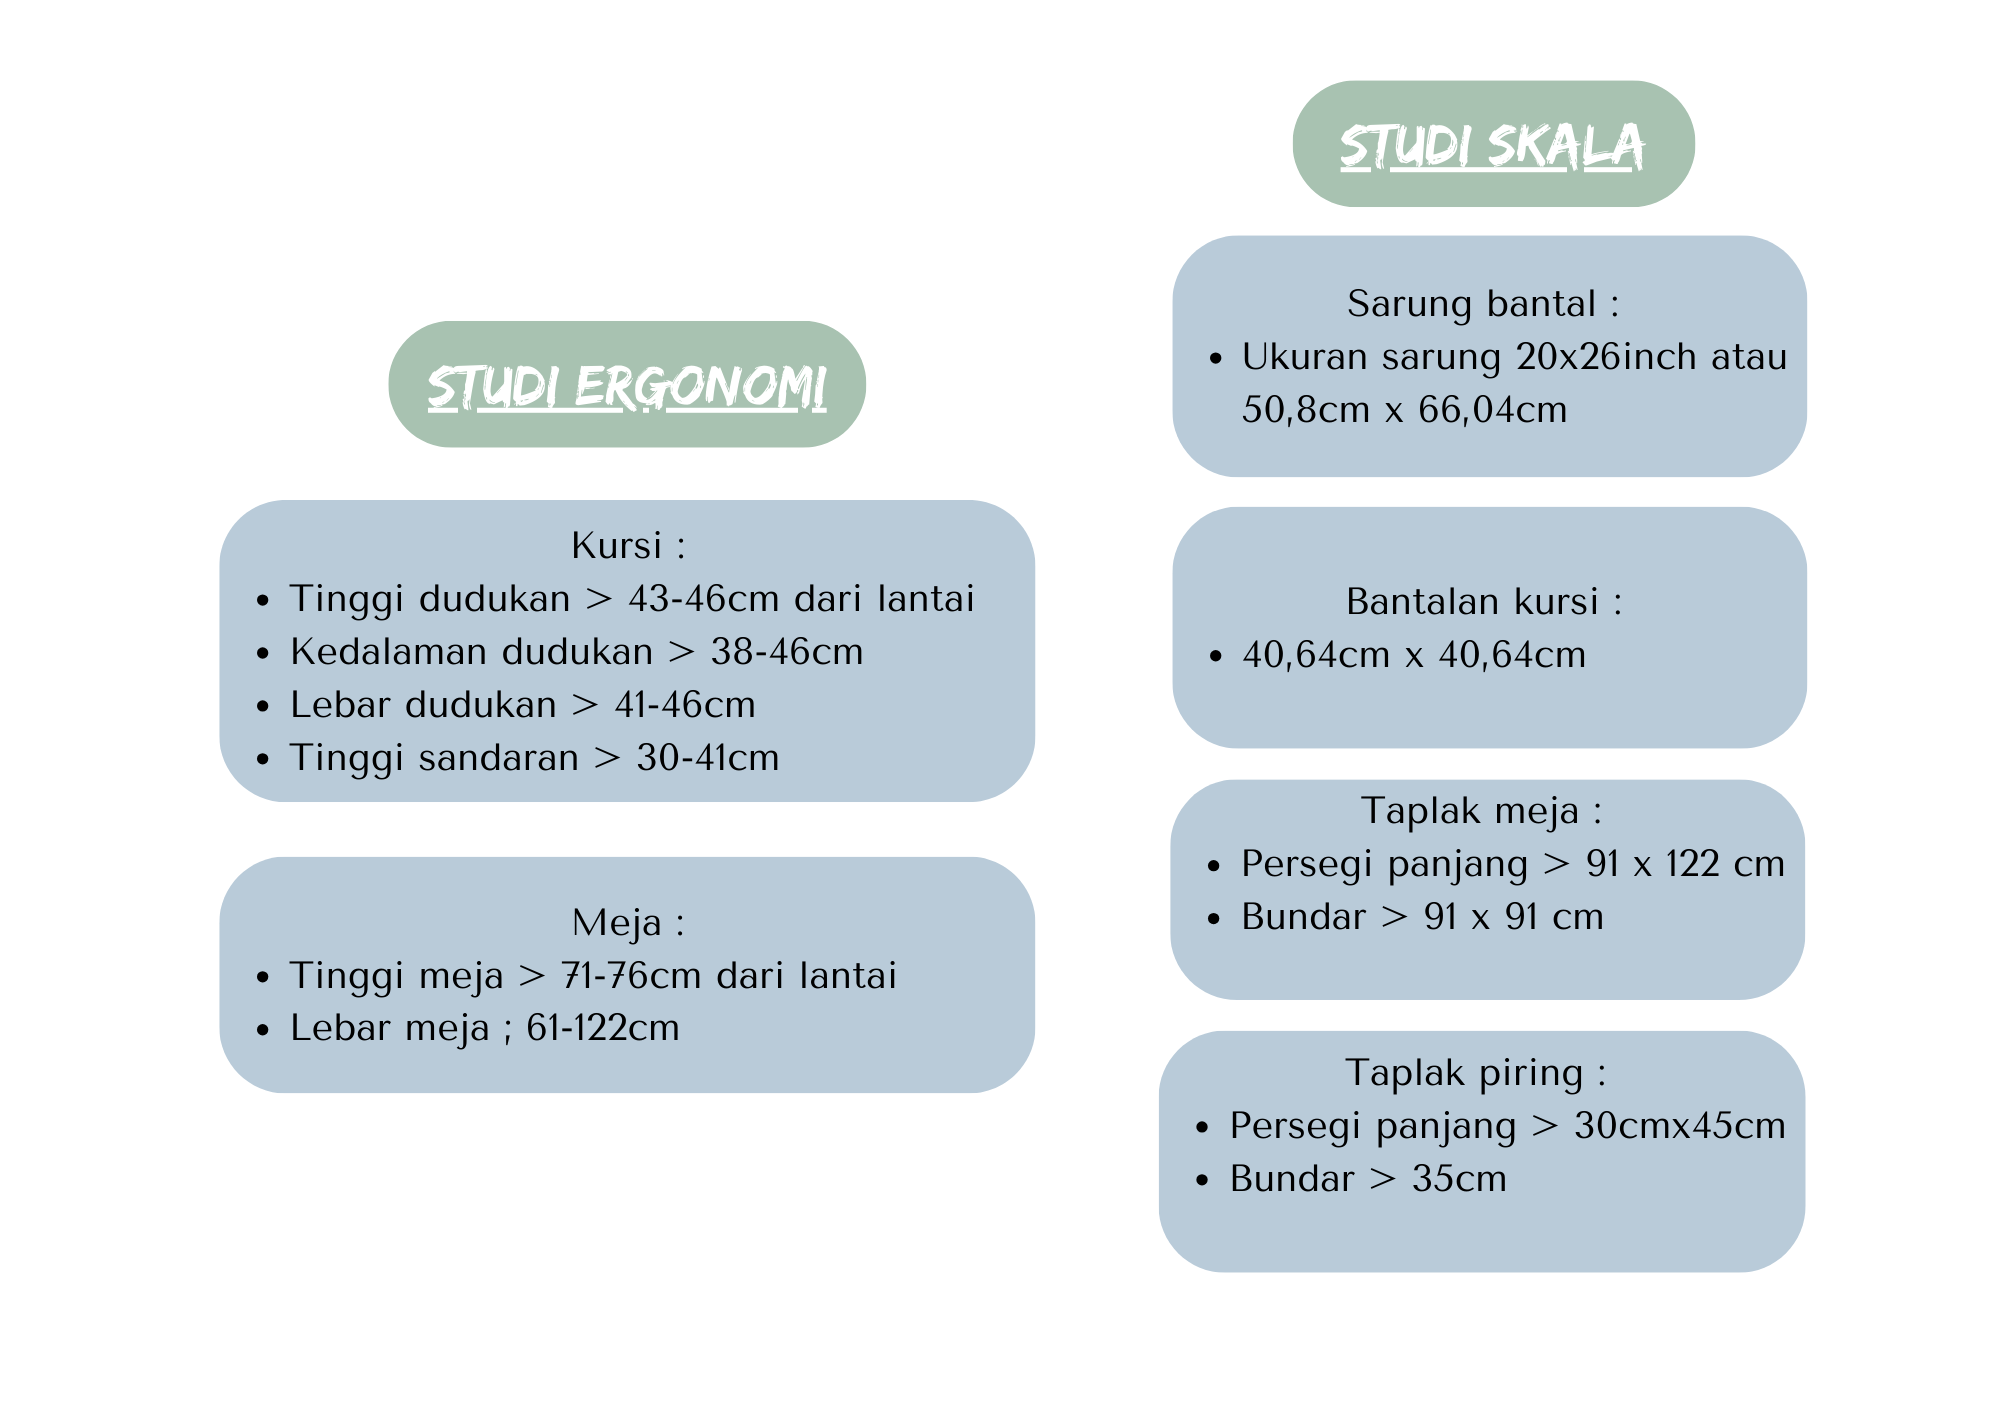 STUDI ERGONOMI
Kursi :
• Tinggi dudukan > 43-46cm dari lantai
• Kedalaman dudukan > 38-46cm
• Lebar dudukan > 41-46cm
• Tinggi sandaran > 30-41cm
Meja :
• Tinggi meja > 71-76cm dari lantai
• Lebar meja ; 61-122cm
STUDI SKALA
Sarung bantal :
• Ukuran sarung 20x26inch atau
50,8cm x 66,04cm
Bantalan kursi :
• 40,64cm x 40,64cm
Taplak meja :
• Persegi panjang > 91 x 122 cm
• Bundar > 91 x 91 cm
Taplak piring :
• Persegi panjang > 30cmx45cm
• Bundar > 35cm